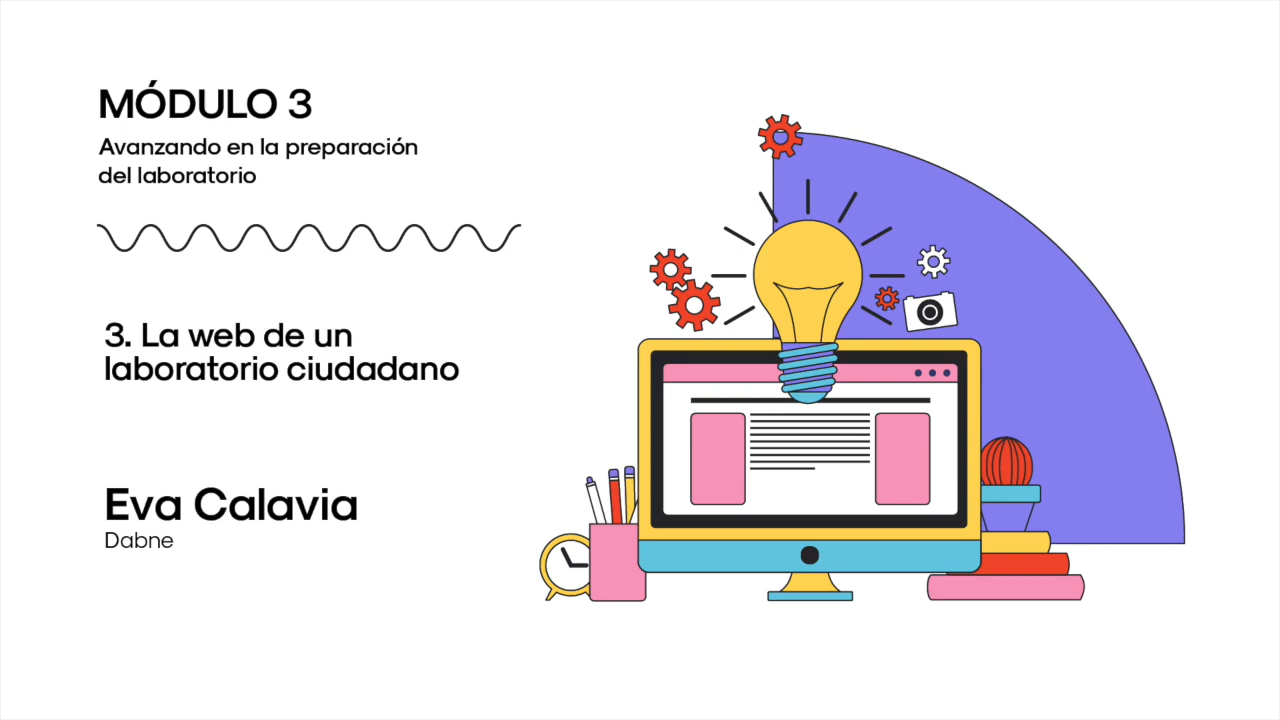 MÓDULO 3
Avanzando en la preparación
del laboratorio
3. La web de un
laboratorio ciudadano
Eva Calavia
Dabne